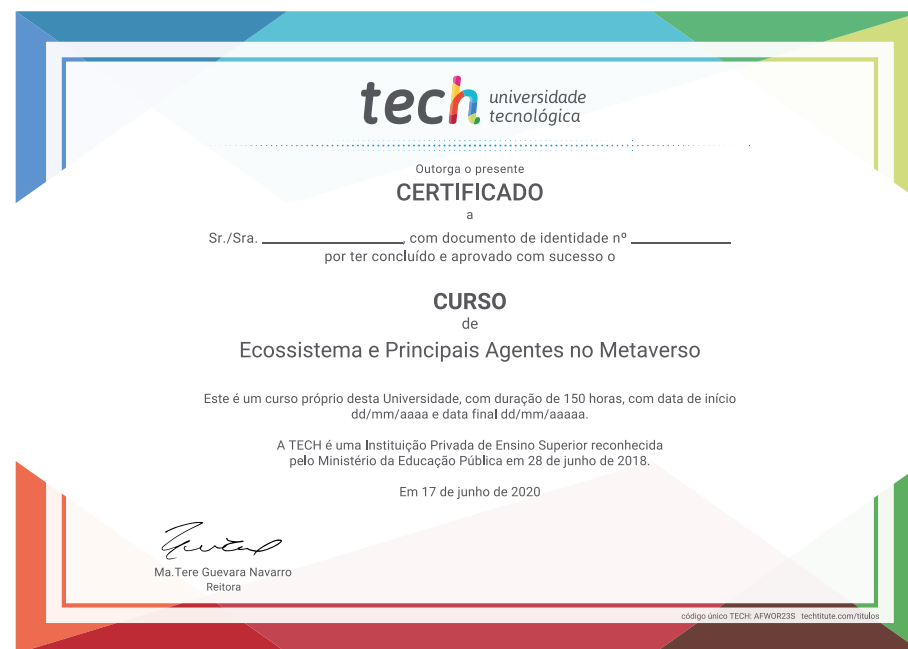 tech universidade
tecnológica
Outorga o presente
CERTIFICADO
a
Sr./Sra. ____________________, com documento de identidade nº ______________
por ter concluído e aprovado com sucesso o
CURSO
de
Ecossistema e Principais Agentes no Metaverso
Este é um curso próprio desta Universidade, com duração de 150 horas, com data de início
dd/mm/aaaa e data final dd/mm/aaaaa.
A TECH é uma Instituição Privada de Ensino Superior reconhecida
pelo Ministério da Educação Pública em 28 de junho de 2018.
Em 17 de junho de 2020
Ma.Tere Guevara Navarro
Reitora
código único TECH: AFWOR23S techtitute.com/titulos